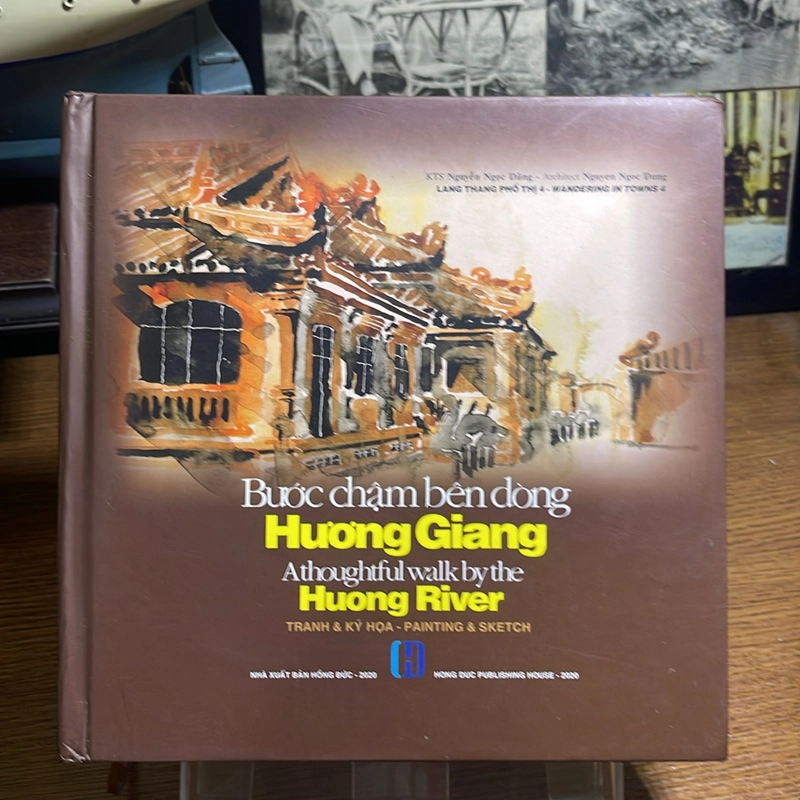 KTS Nguyễn Ngọc Dũng - Architect Nguyen Ngoc Dung
LANG THANG PHỐ THỊ 4 - WANDERING IN TOWNS 4
Bước chậm bên dòng
Hương Giang
A thoughtful walk by the
Huong River
TRANH & KÝ HỌA - PAINTING & SKETCH
NHÀ XUẤT BẢN HỒNG ĐỨC - 2020 HONG DUC PUBLISHING HOUSE - 2020